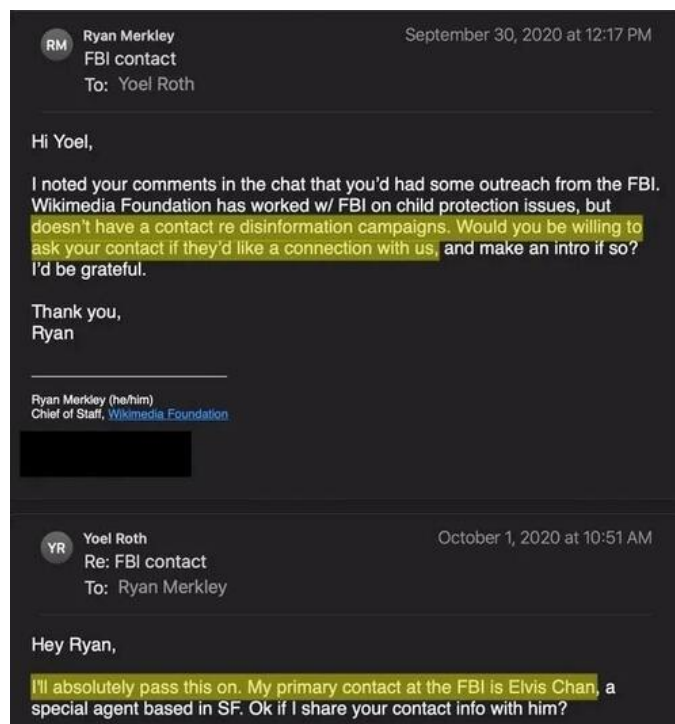 RM
Ryan Merkley
September 30, 2020 at 12:17 PM
FBI contact
To: Yoel Roth
Hi Yoel,
I noted your comments in the chat that you'd had some outreach from the FBI.
Wikimedia Foundation has worked w/ FBI on child protection issues, but
doesn't have a contact re disinformation campaigns. Would you be willing to
ask your contact if they'd like a connection with us, and make an intro if so?
I'd be grateful.
Thank you,
Ryan
Ryan Merkley (he/him)
Chief of Staff, Wikimedia Foundation
YR
Yoel Roth
October 1, 2020 at 10:51 AM
Re: FBI contact
To: Ryan Merkley
Hey Ryan,
I'll absolutely pass this on. My primary contact at the FBI is Elvis Chan, a
special agent based in SF. Ok if I share your contact info with him?